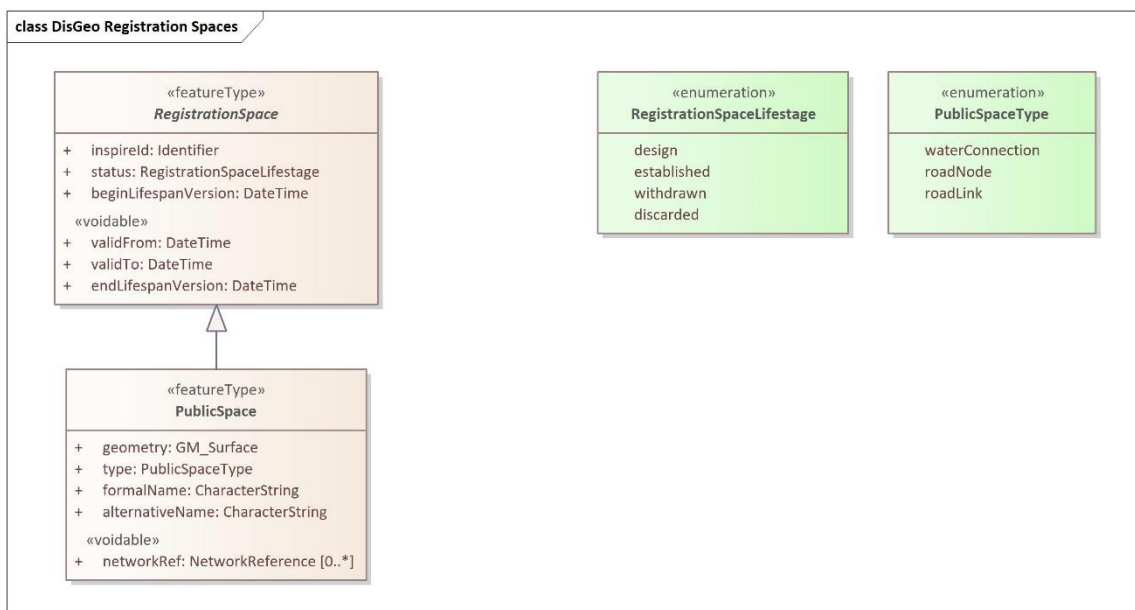 class DisGeo Registration Spaces
«featureType»
RegistrationSpace
+ inspireId: Identifier
+ status: RegistrationSpaceLifestage
+ beginLifespanVersion: DateTime
«voidable»
+ validFrom: DateTime
+ validTo: DateTime
+ endLifespanVersion: DateTime
«enumeration»
RegistrationSpaceLifestage
design
established
withdrawn
discarded
«enumeration»
PublicSpaceType
waterConnection
roadNode
roadLink
«featureType»
PublicSpace
+ geometry: GM_Surface
+ type: PublicSpaceType
+ formalName: CharacterString
+ alternativeName: CharacterString
«voidable»
+ networkRef: NetworkReference [0..*]